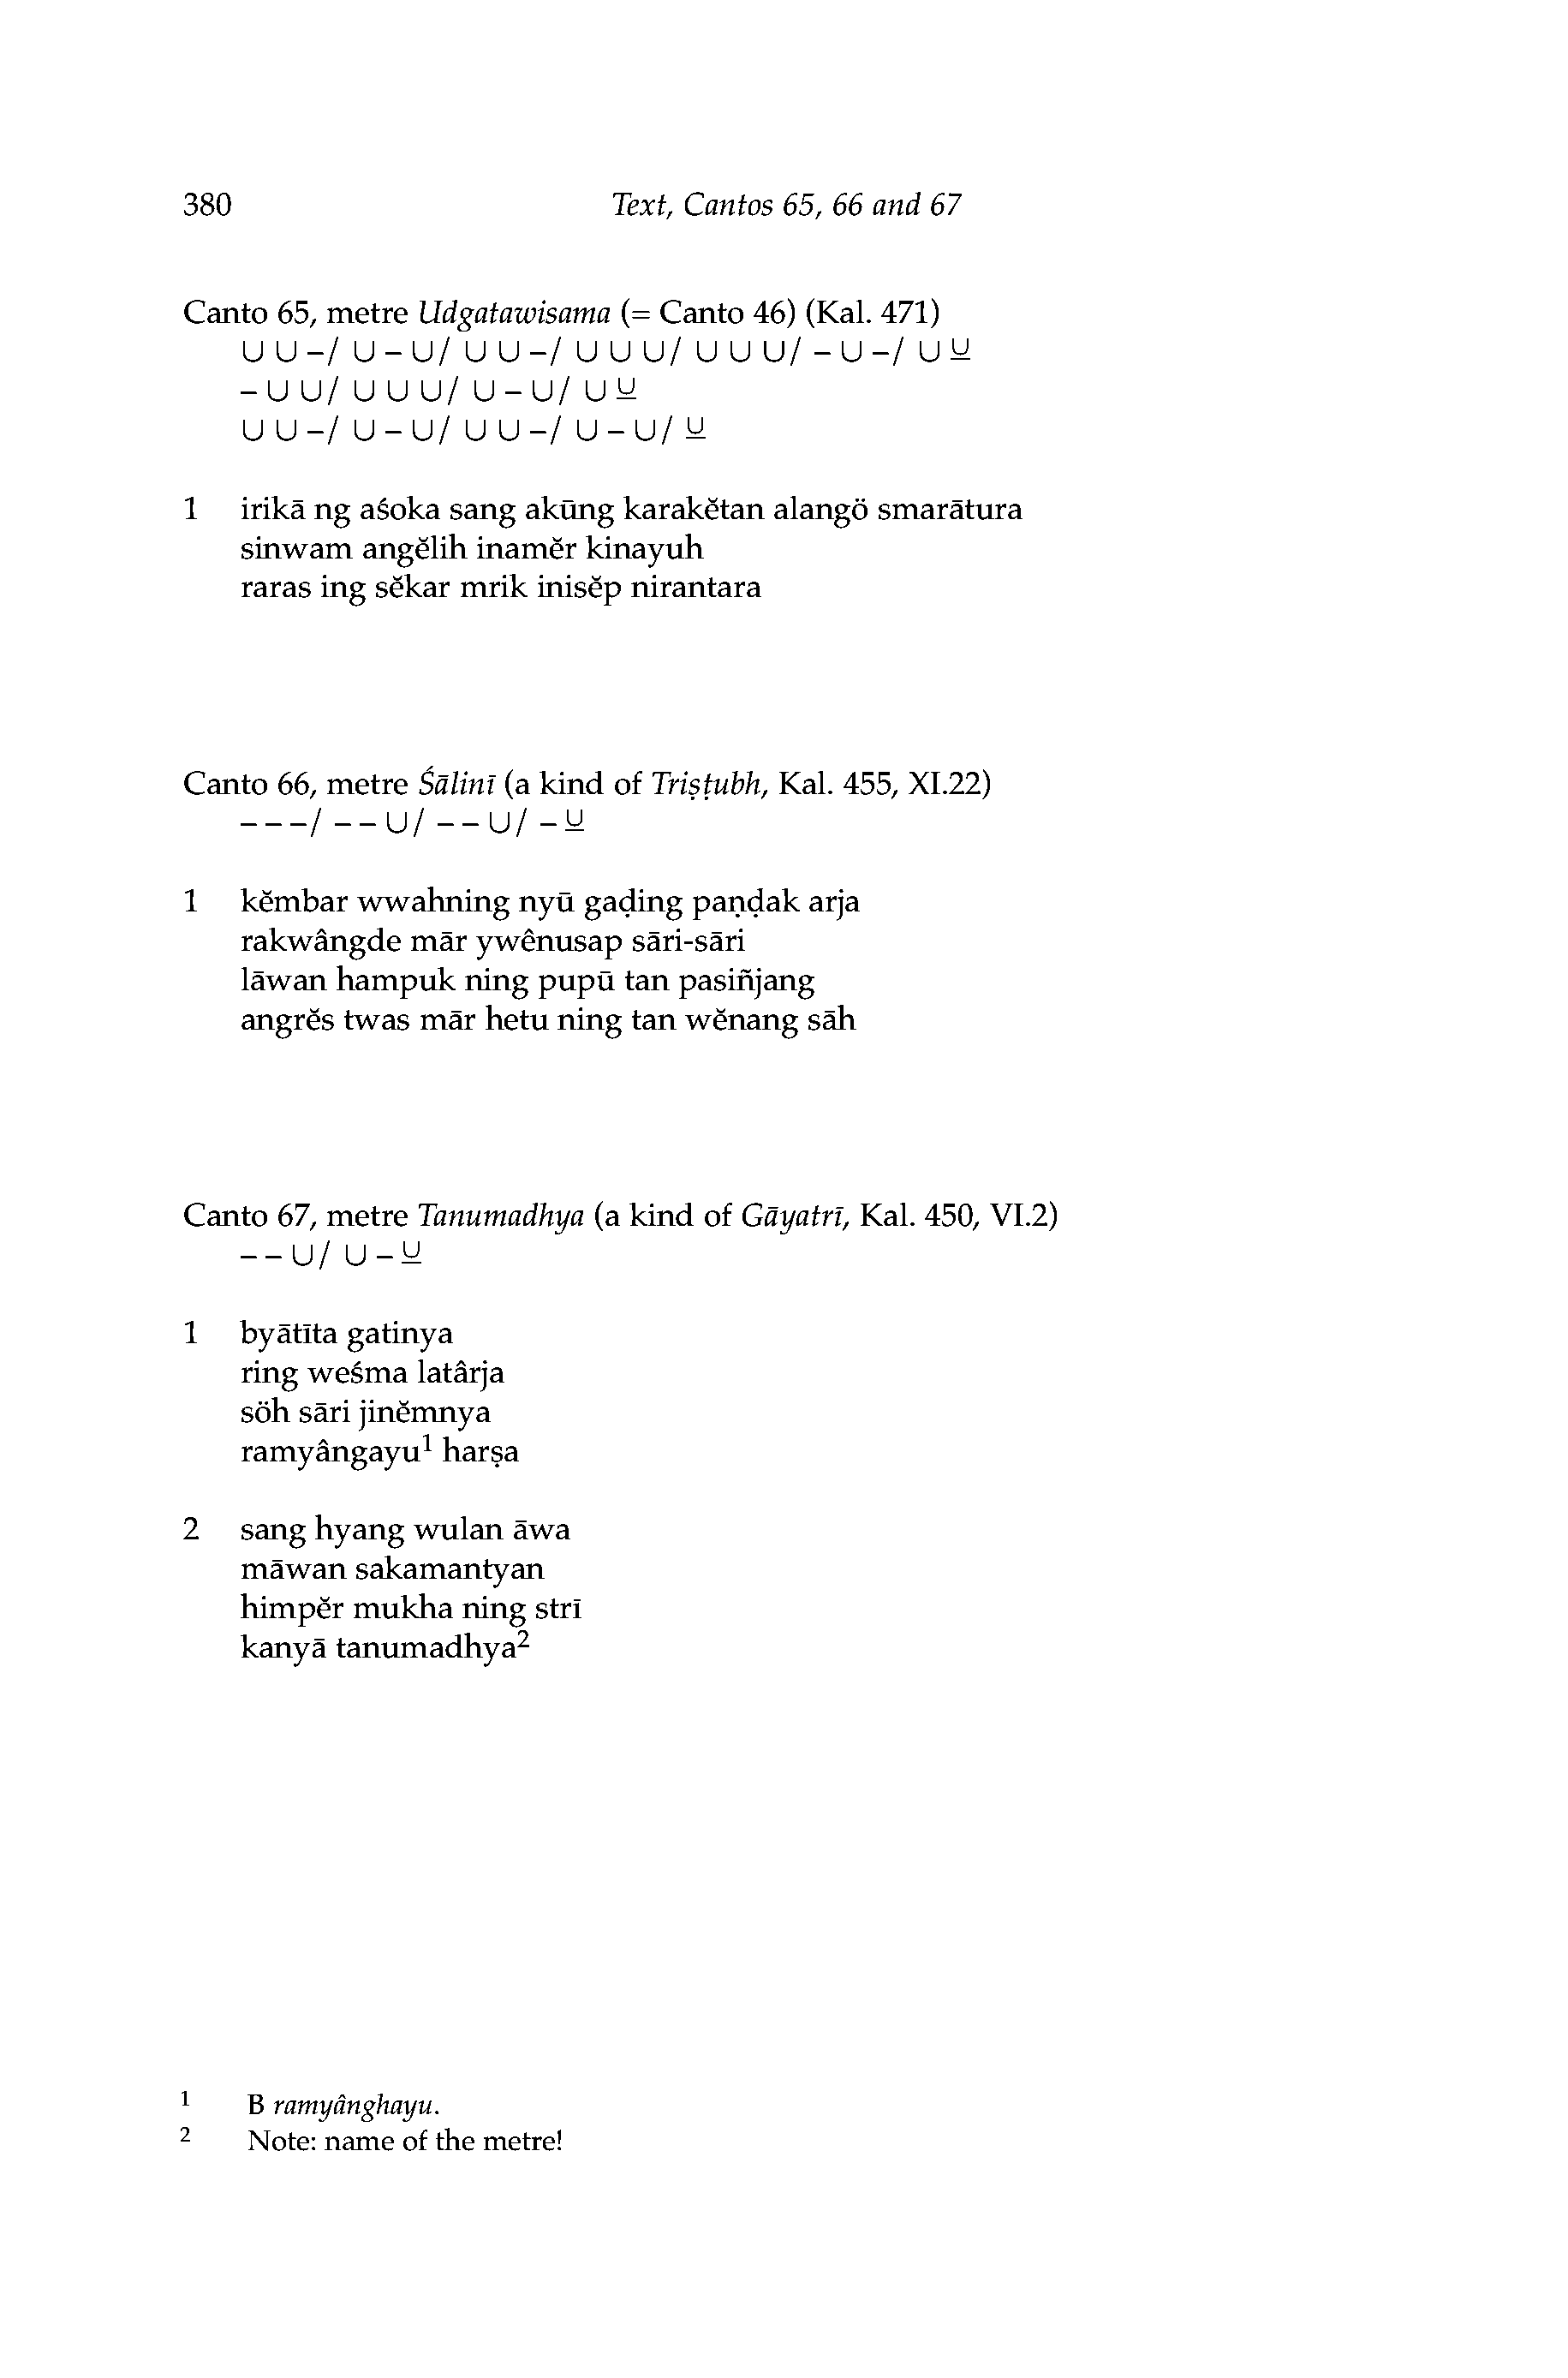 380 Text, Cantos 65, 66 and 67
Canto 65, metre Udgatawisama (= Canto 46) (Kal. 471)
∪ ∪ –/ ∪ – ∪/ ∪ ∪ –/ ∪ ∪ ∪/ ∪ ∪ ∪/ – ∪ –/ ∪ ⊻
– ∪ ∪/ ∪ ∪ ∪/ ∪ – ∪/ ∪ ⊻
∪ ∪ –/ ∪ – ∪/ ∪ ∪ –/ ∪ – ∪/ ⊻
1 irikā ng aśoka sang akūng karakĕtan alangö smarātura
sinwam angĕlih inamĕr kinayuh
raras ing sĕkar mrik inisĕp nirantara
Canto 66, metre Śālinī (a kind of Triṣṭubh, Kal. 455, XI.22)
– – –/ – – ∪/ – – ∪/ – ⊻
1 kĕmbar wwahning nyū gaḍing paṇḍak arja
rakwângde mār ywênusap sāri-sāri
lāwan hampuk ning pupū tan pasiñjang
angrĕs twas mār hetu ning tan wĕnang sāh
Canto 67, metre Tanumadhya (a kind of Gāyatrī, Kal. 450, VI.2)
– – ∪/ ∪ – ⊻
1 byātīta gatinya
ring weśma latârja
söh sāri jinĕmnya
ramyângayu¹ harṣa
2 sang hyang wulan āwa
māwan sakamantyan
himpĕr mukha ning strī
kanyā tanumadhya²
1 B ramyânghayu.
2 Note: name of the metre!